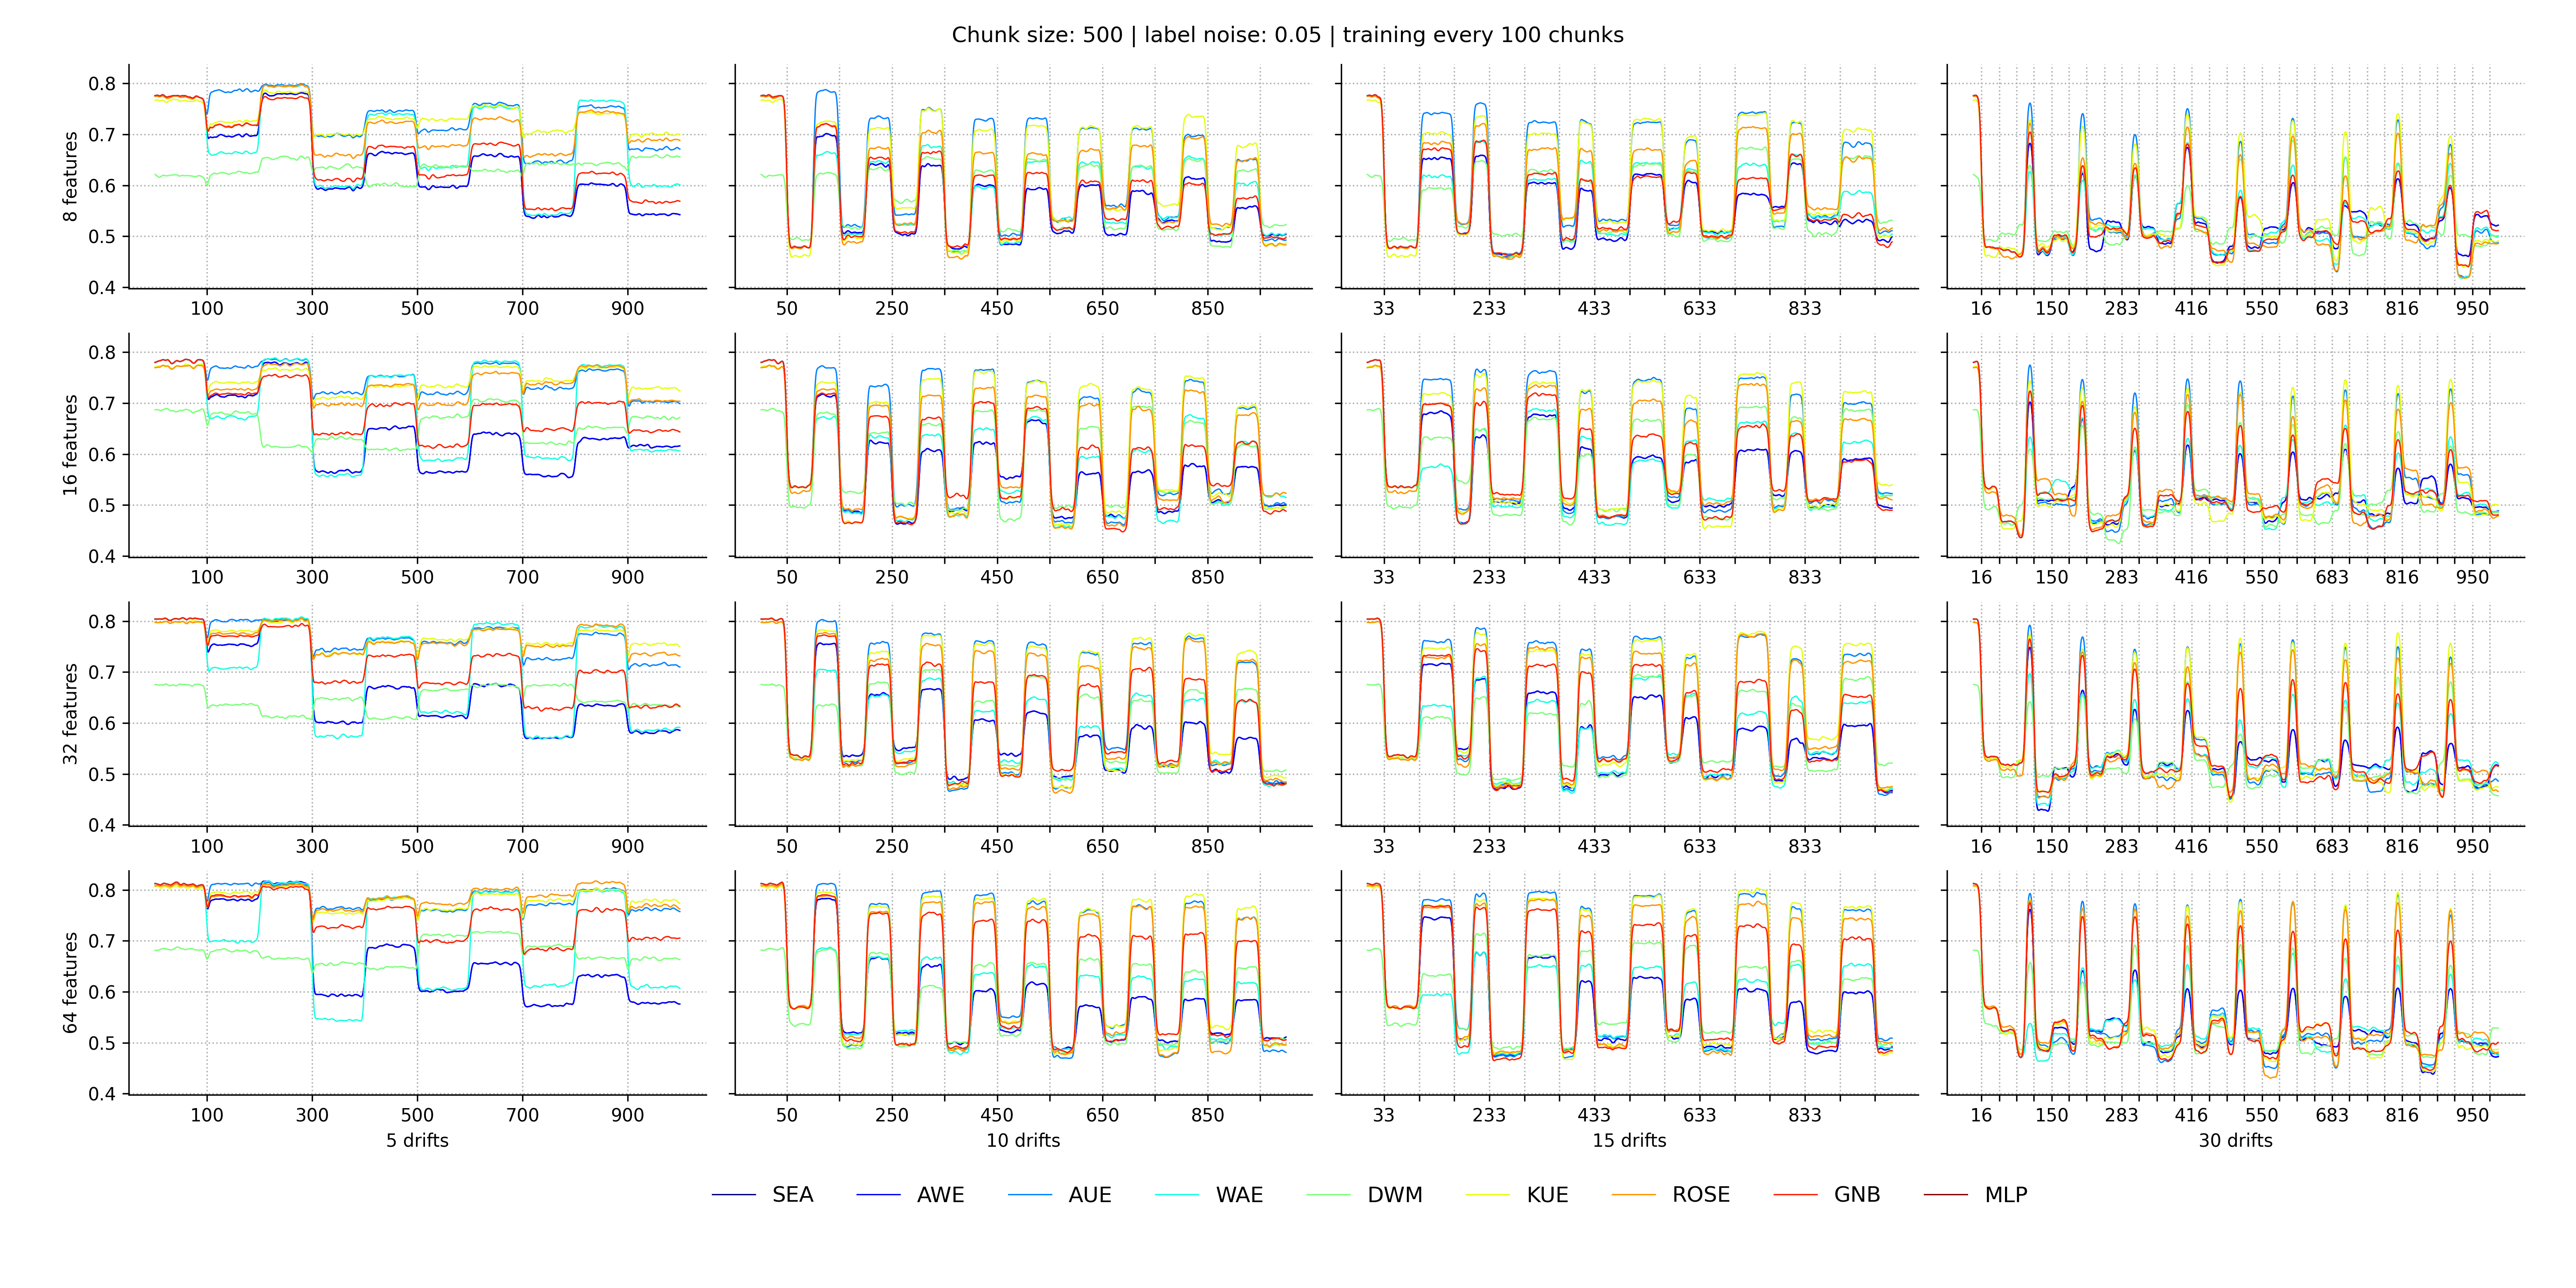 Chunk size: 500 | label noise: 0.05 | training every 100 chunks
8 features
0.8
0.7
0.6
0.5
0.4
100 300 500 700 900
50 250 450 650 850
33 233 433 633 833
16 150 283 416 550 683 816 950
16 features
0.8
0.7
0.6
0.5
0.4
100 300 500 700 900
50 250 450 650 850
33 233 433 633 833
16 150 283 416 550 683 816 950
32 features
0.8
0.7
0.6
0.5
0.4
100 300 500 700 900
50 250 450 650 850
33 233 433 633 833
16 150 283 416 550 683 816 950
64 features
0.8
0.7
0.6
0.5
0.4
100 300 500 700 900
50 250 450 650 850
33 233 433 633 833
16 150 283 416 550 683 816 950
5 drifts
10 drifts
15 drifts
30 drifts
SEA AWE AUE WAE DWM KUE ROSE GNB MLP